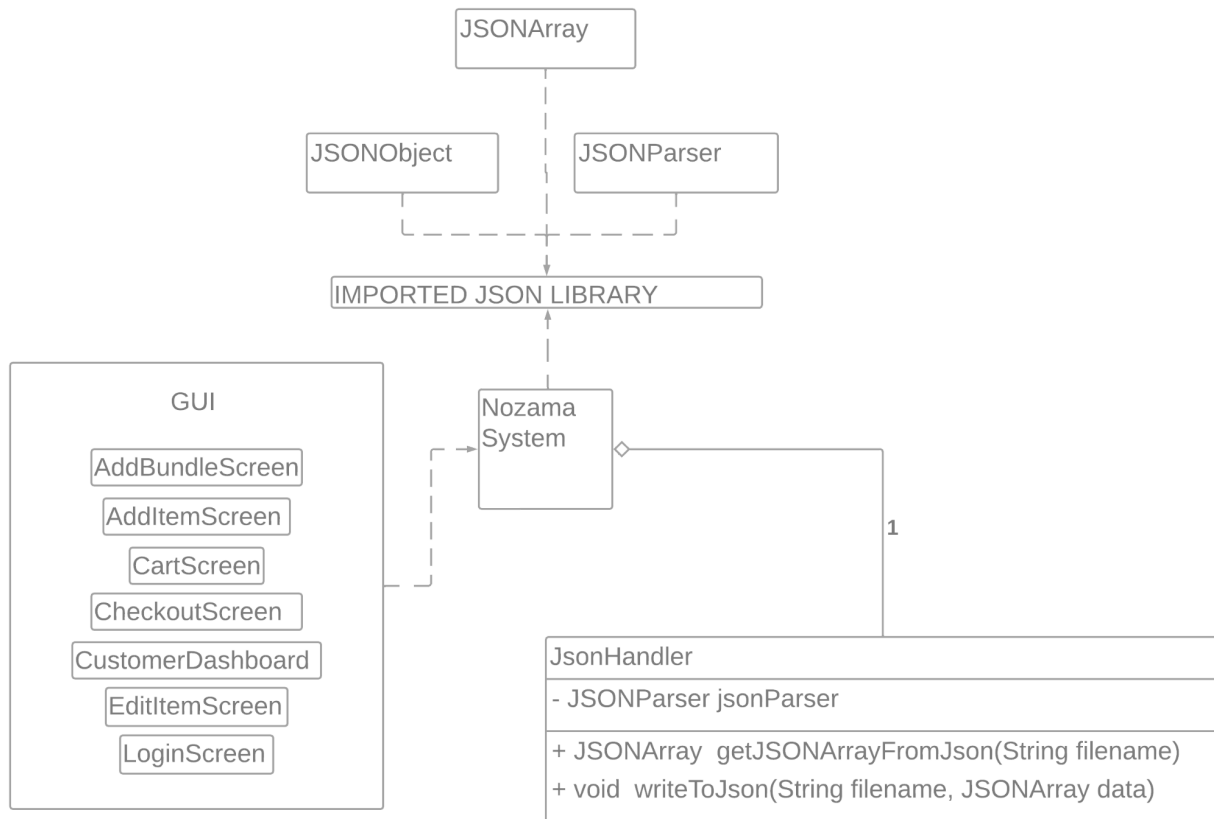 JSONArray
JSONObject
JSONParser
IMPORTED JSON LIBRARY
GUI
AddBundleScreen
AddItemScreen
CartScreen
CheckoutScreen
CustomerDashboard
EditItemScreen
LoginScreen
Nozama
System
1
JsonHandler
- JSONParser jsonParser
+ JSONArray  getJSONArrayFromJson(String filename)
+ void  writeToJson(String filename, JSONArray data)